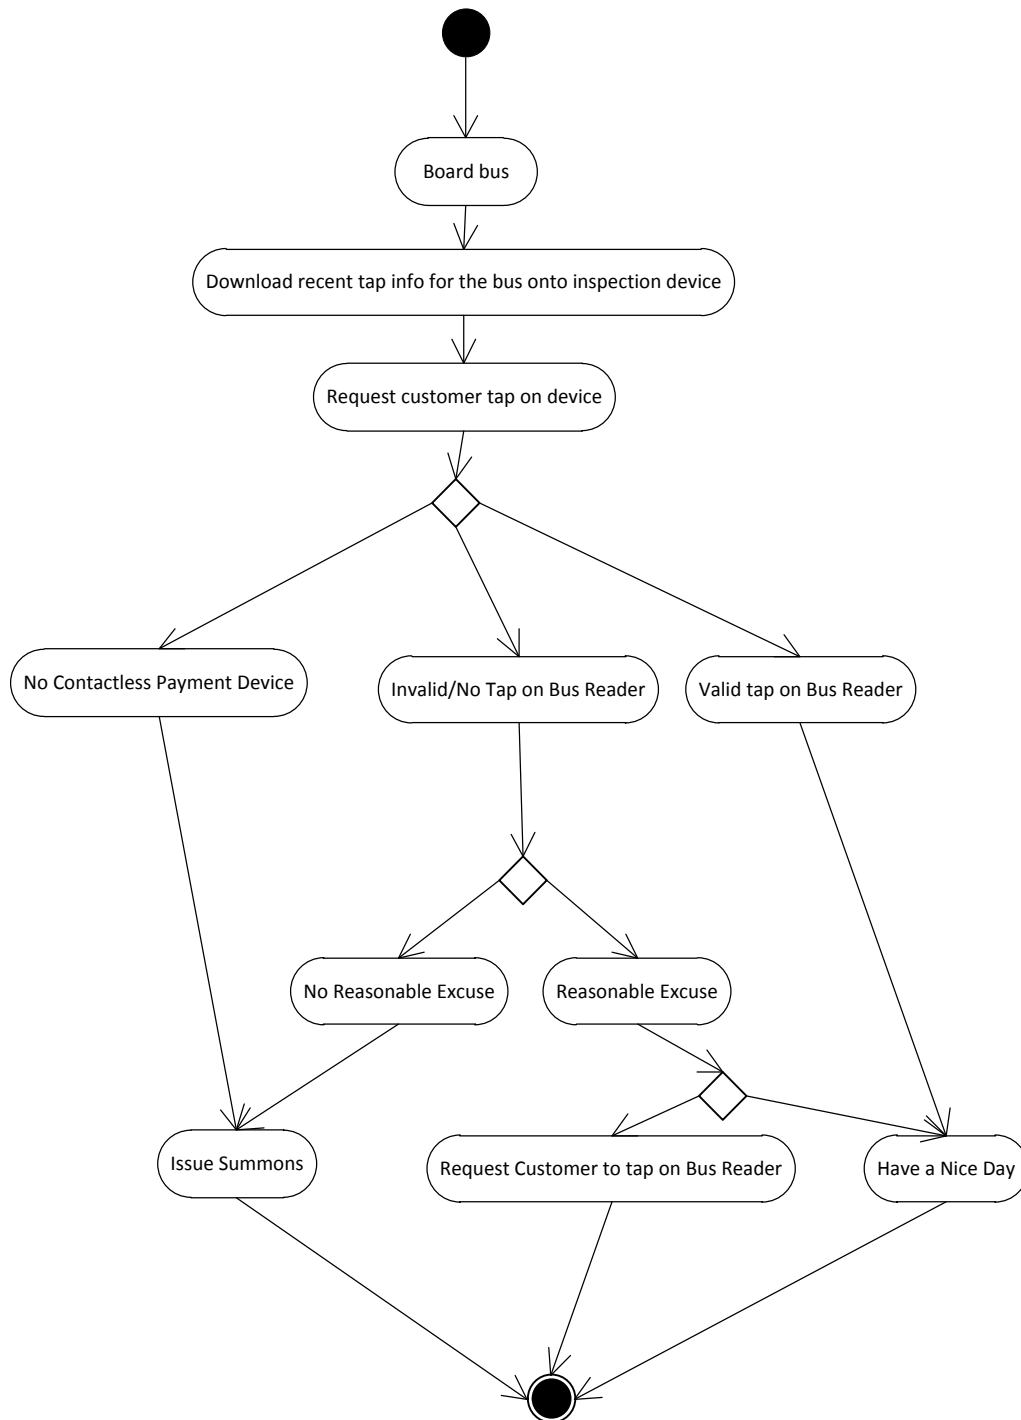 Board bus
Download recent tap info for the bus onto inspection device
Request customer tap on device
No Contactless Payment Device
Invalid/No Tap on Bus Reader
Valid tap on Bus Reader
No Reasonable Excuse
Reasonable Excuse
Issue Summons
Request Customer to tap on Bus Reader
Have a Nice Day